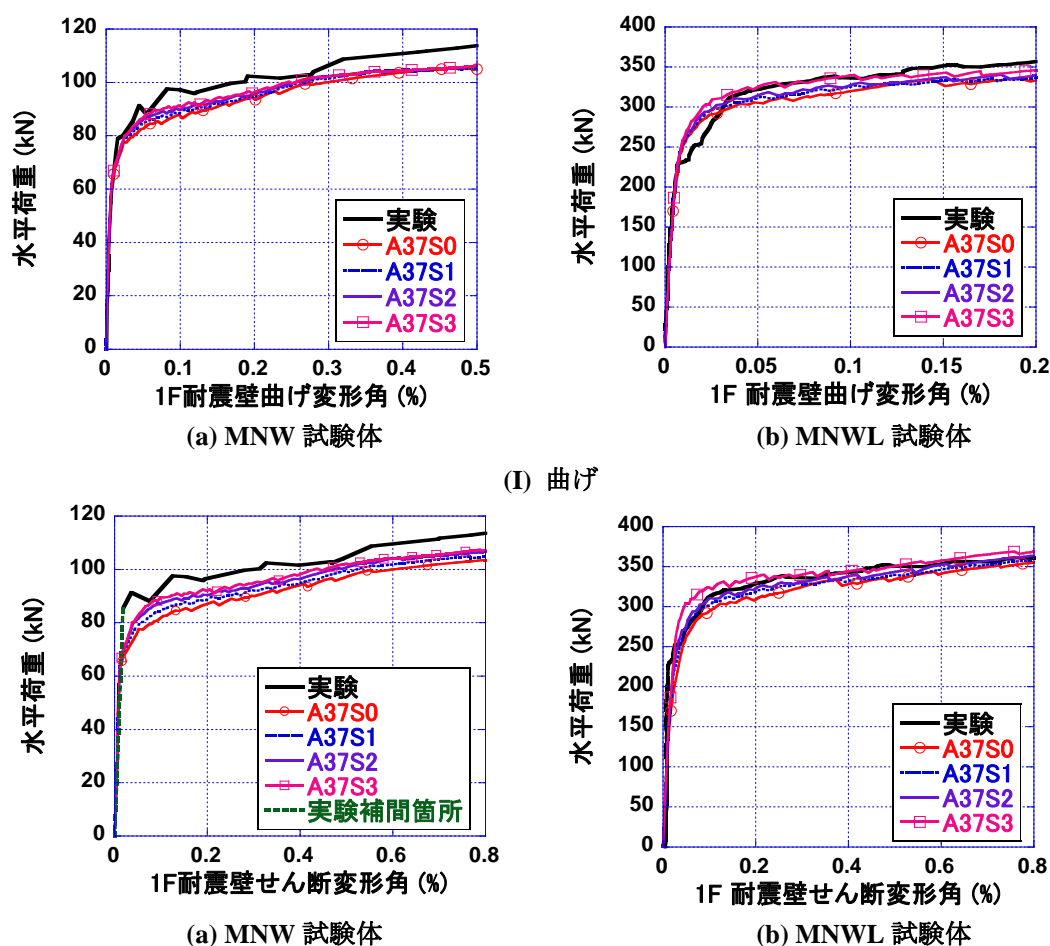 120
100
80
60
40
20
0
水平荷重 (kN)
実験
A37S0
A37S1
A37S2
A37S3
0 0.1 0.2 0.3 0.4 0.5
1F耐震壁曲げ変形角 (%)
(a) MNW 試験体
400
350
300
250
200
150
100
50
0
水平荷重 (kN)
実験
A37S0
A37S1
A37S2
A37S3
0 0.05 0.1 0.15 0.2
1F 耐震壁曲げ変形角 (%)
(b) MNWL 試験体
(I) 曲げ
120
100
80
60
40
20
0
水平荷重 (kN)
実験
A37S0
A37S1
A37S2
A37S3
実験補間箇所
0 0.2 0.4 0.6 0.8
1F耐震壁せん断変形角 (%)
(a) MNW 試験体
400
350
300
250
200
150
100
50
0
水平荷重 (kN)
実験
A37S0
A37S1
A37S2
A37S3
0 0.2 0.4 0.6 0.8
1F 耐震壁せん断変形角 (%)
(b) MNWL 試験体